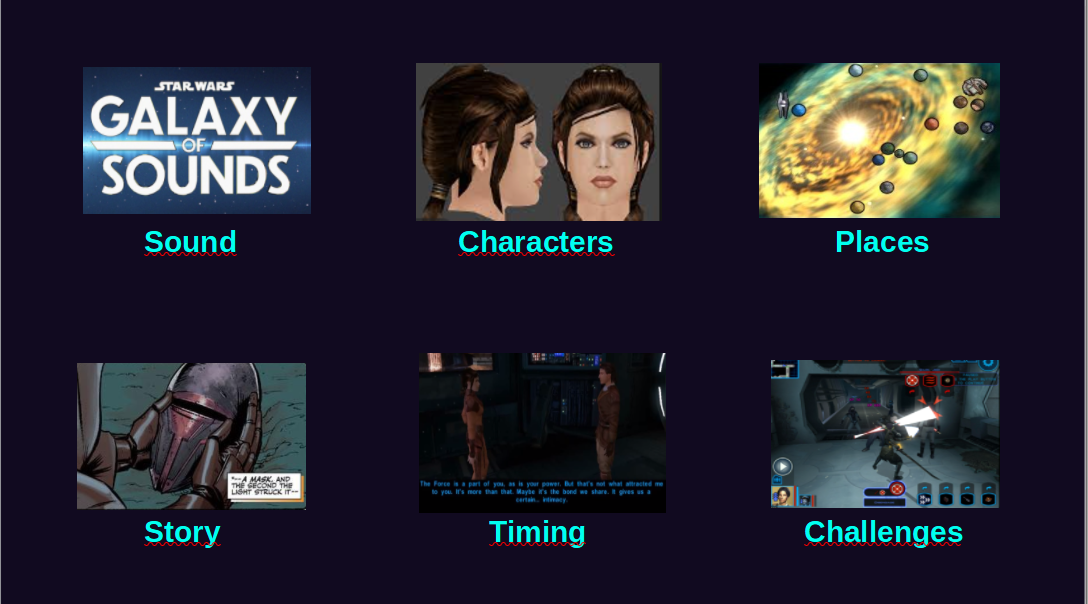 STAR WARS
GALAXY
OF
SOUNDS
Sound
Characters
Places
"--A MASK, AND
THE SECOND THE
LIGHT STRUCK IT--
The Force is a part of you, as is your power. But that's not what attracted me
to you. It's more than that. Maybe it's the bond we share. It gives us a
certain... intimacy.
Story
Timing
Challenges